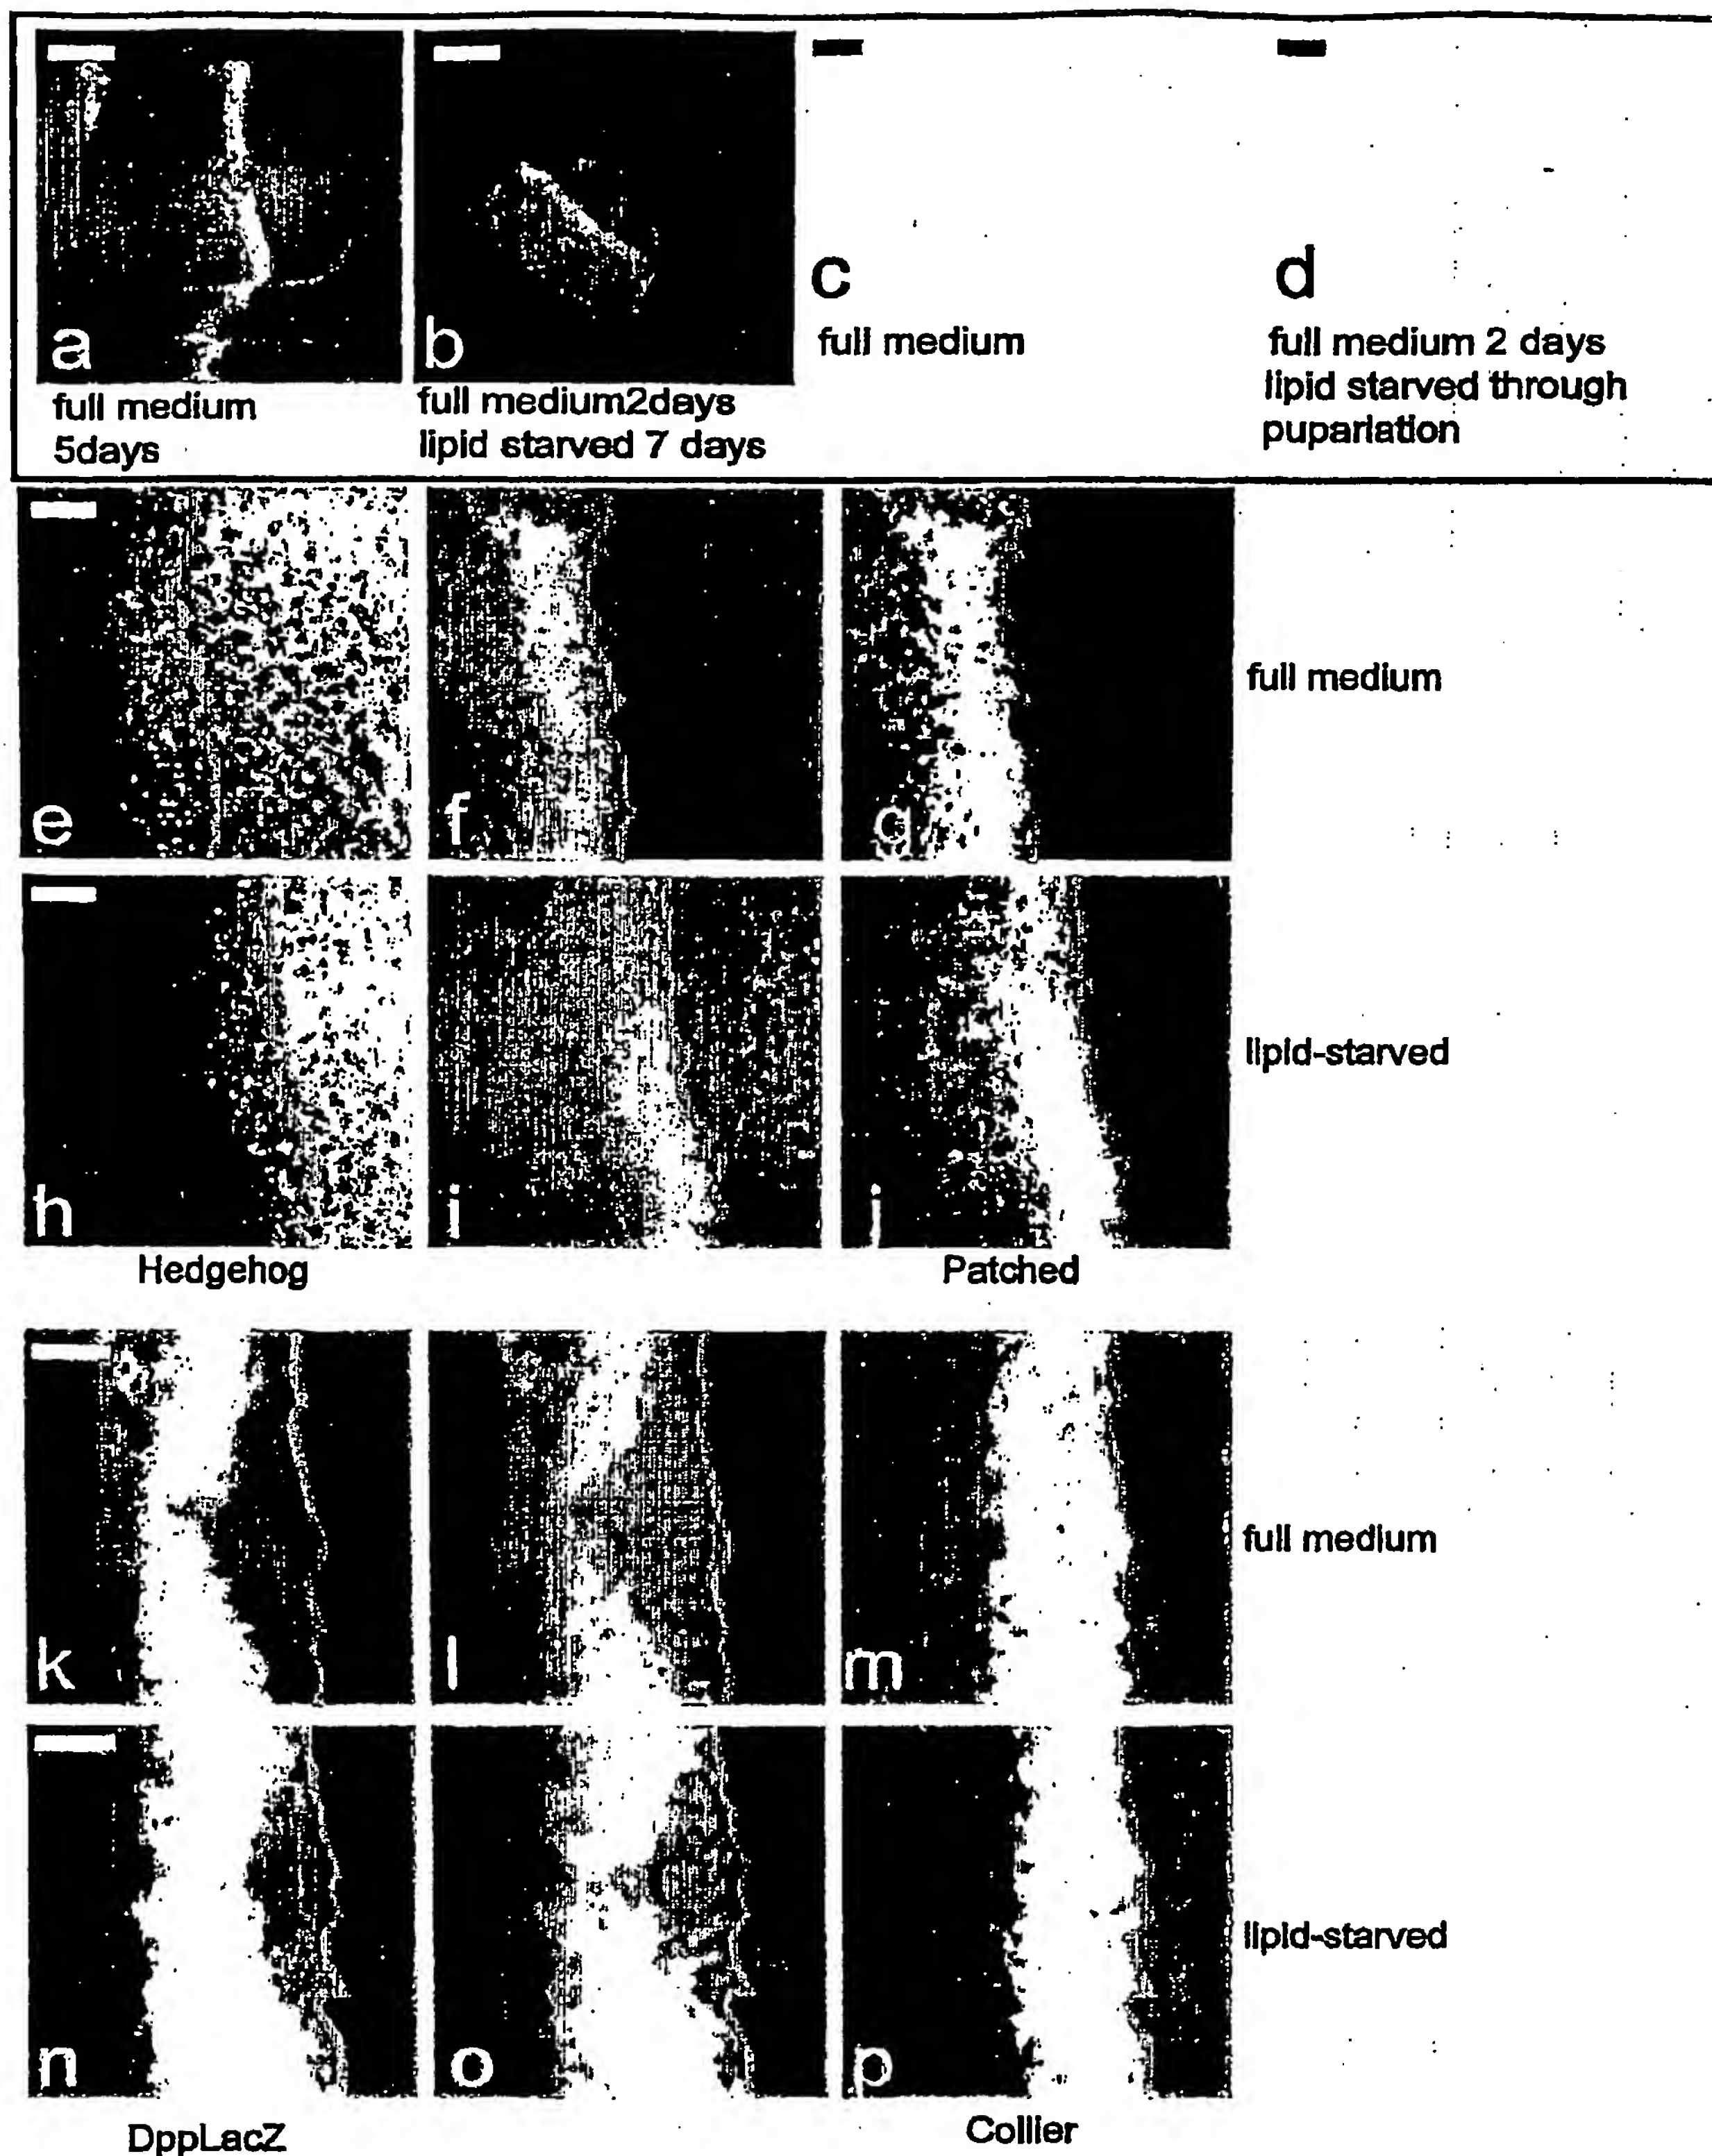 a
full medium
5days
b
full medium2days
lipid starved 7 days
c
full medium
d
full medium 2 days
lipid starved through
pupariation
e
f
g
full medium
h
i
j
lipid-starved
Hedgehog
Patched
k
l
m
full medium
n
o
p
lipid-starved
DppLacZ
Collier